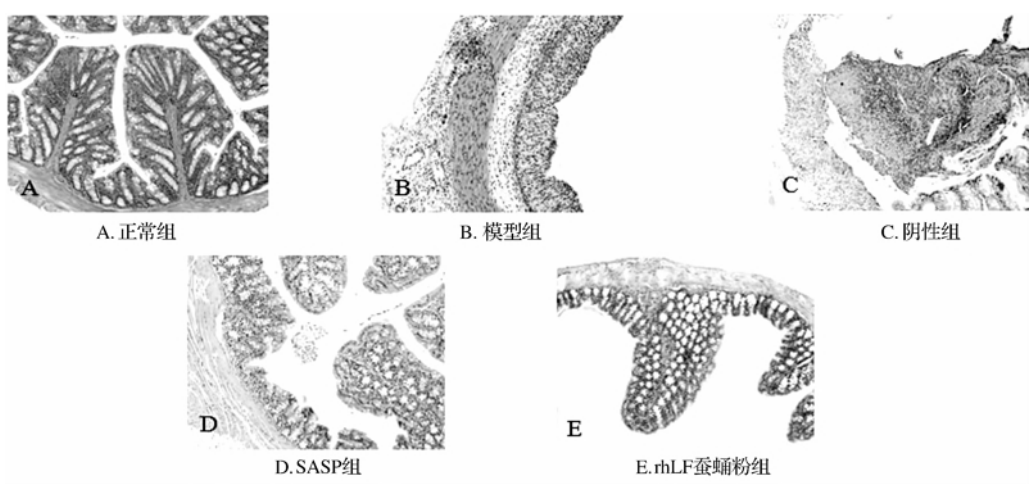 A
B
C
A. 正常组
B. 模型组
C. 阴性组
D
E
D. SASP组
E. rhLF蚕蛹粉组